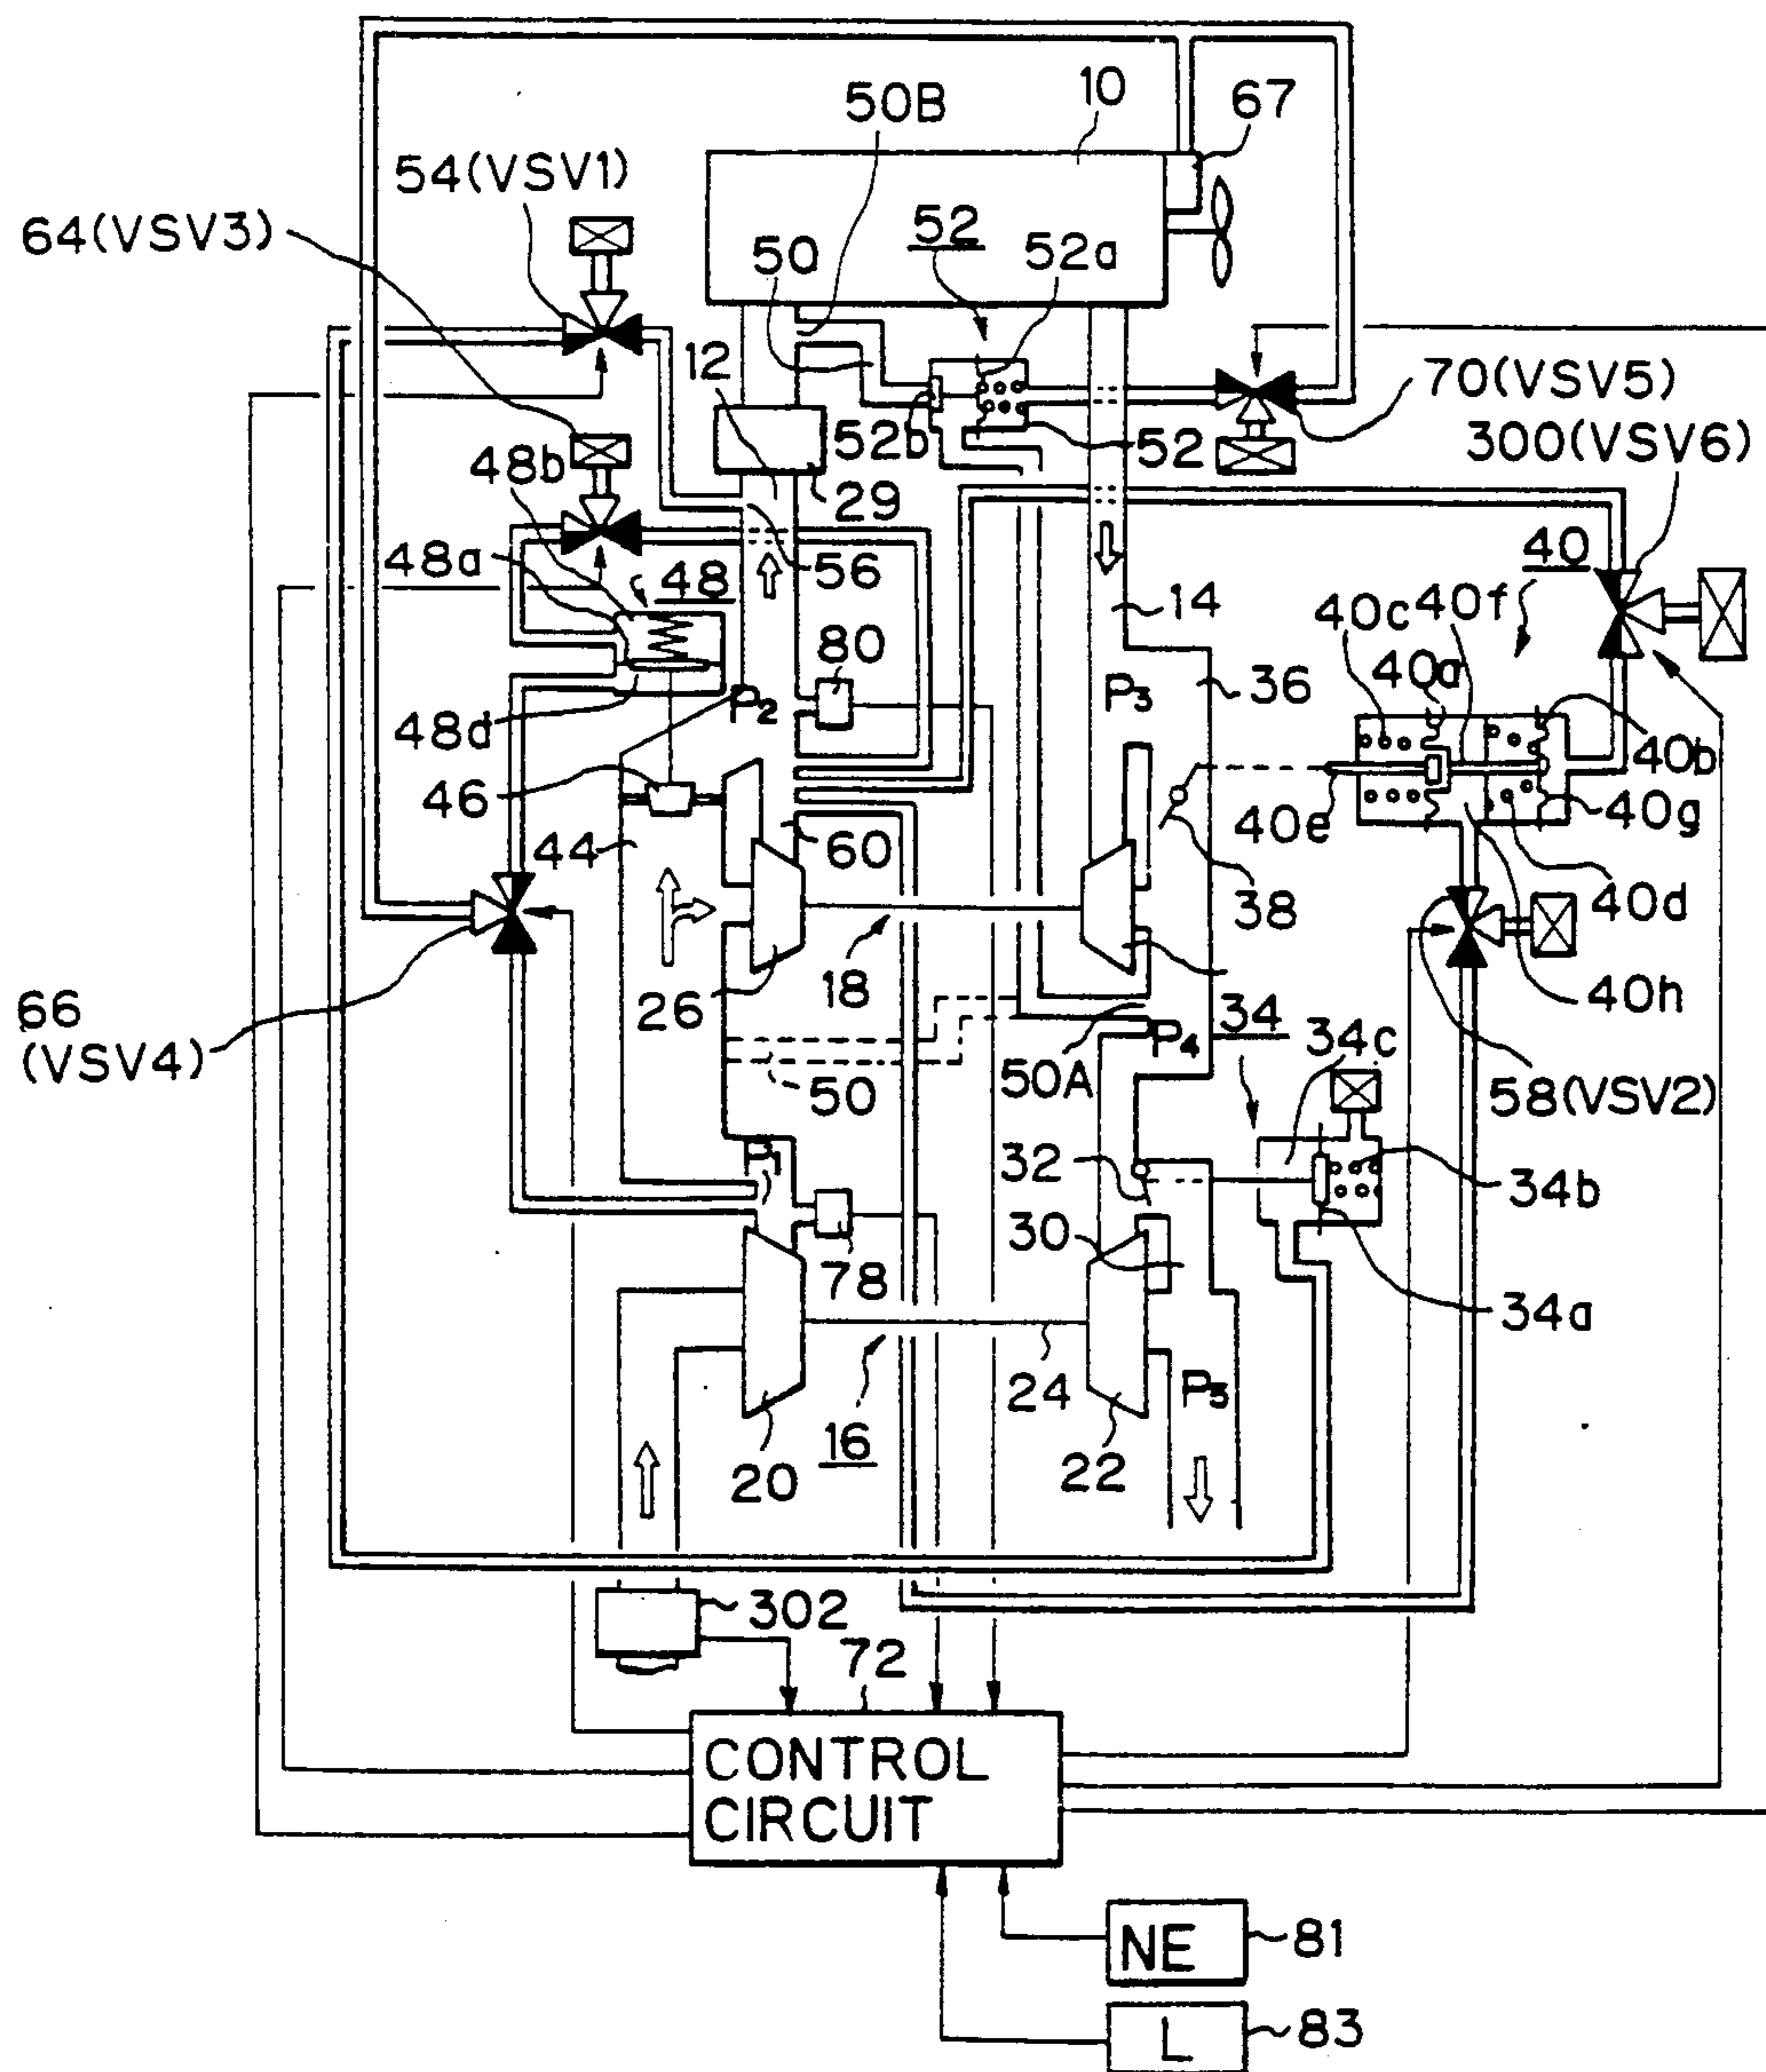 10
67
50B
54(VSV1)
64(VSV3)
52
52a
50
12
70(VSV5)
52b
52
300(VSV6)
48b
29
48a
56
40
48
14
40c
40f
80
40a
P2
P3
36
48d
40b
46
40e
40g
44
60
38
40d
26
18
40h
66
(VSV4)
34
P4
34c
50A
50
58(VSV2)
P1
32
34b
30
78
34a
24
P3
16
20
22
302
72
CONTROL
CIRCUIT
NE
81
L
83